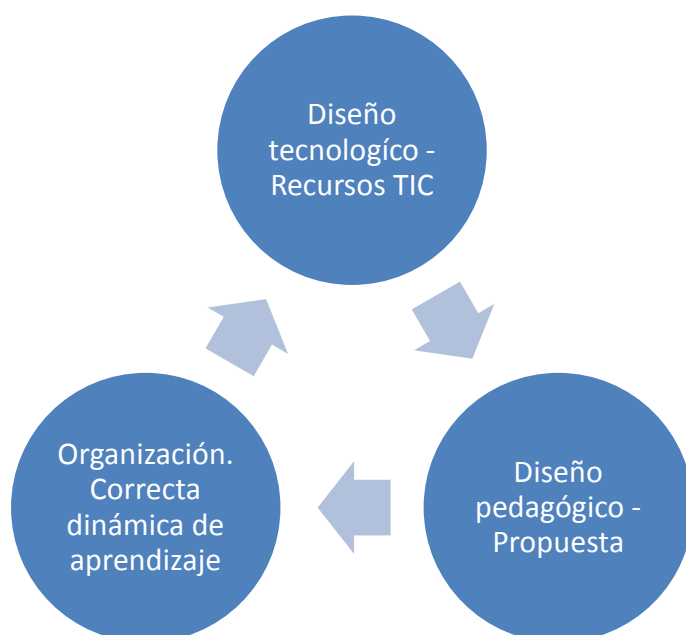 Diseño
tecnologíco -
Recursos TIC
Organización.
Correcta
dinámica de
aprendizaje
Diseño
pedagógico -
Propuesta